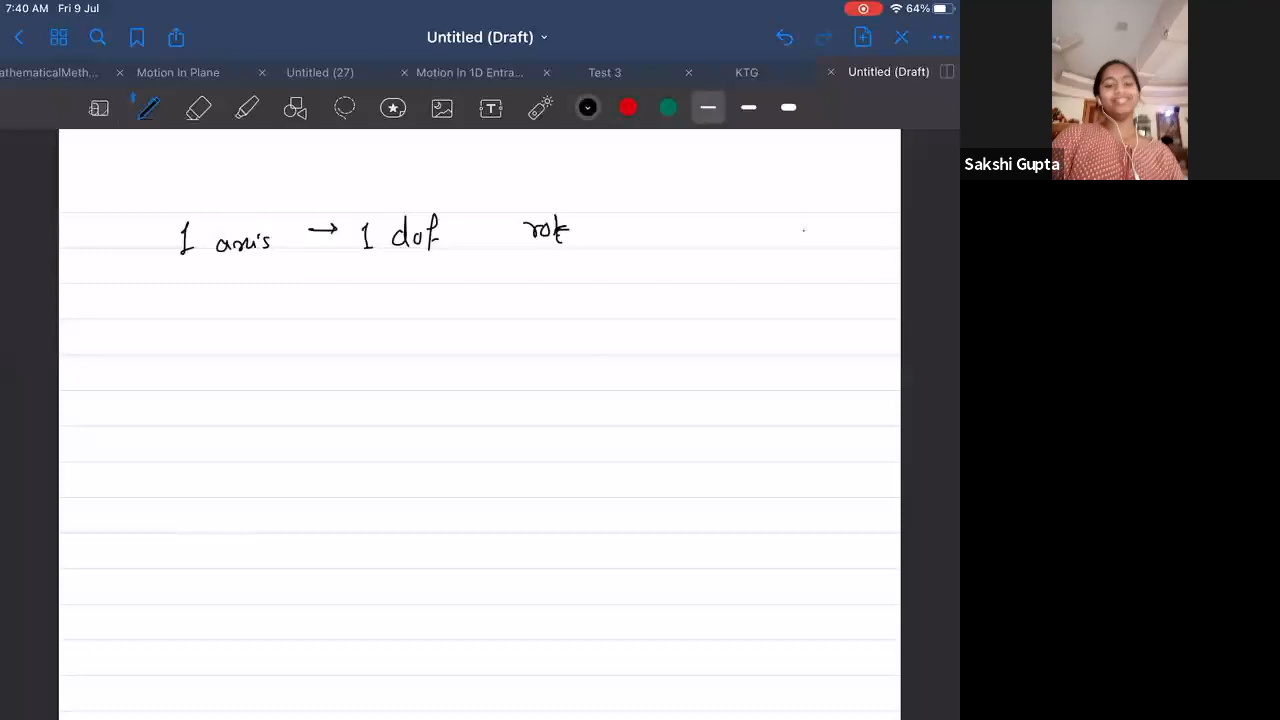 7:40 AM Fri 9 Jul
64%
Untitled (Draft)
athematicalMeth...
Motion In Plane
Untitled (27)
Motion In 1D Entra...
Test 3
KTG
Untitled (Draft)
Sakshi Gupta
1 axis → 1 dof rot